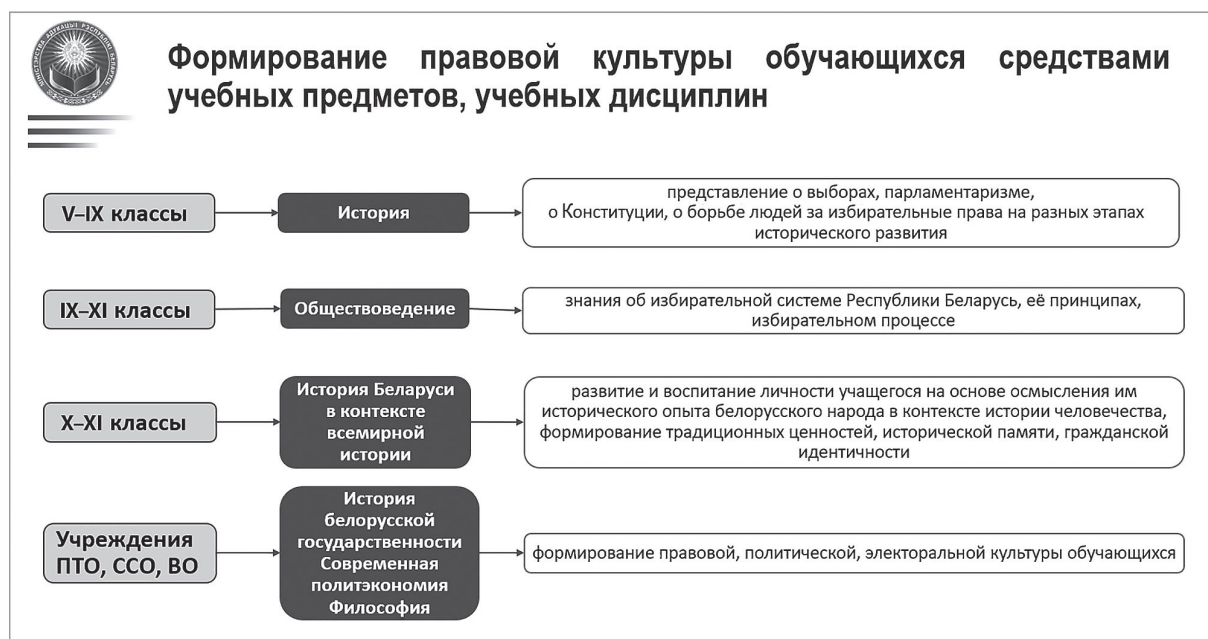 МІНІСТЭРСТВА АДУКАЦЫІ РЭСПУБЛІКІ БЕЛАРУСЬ
Формирование правовой культуры обучающихся средствами
учебных предметов, учебных дисциплин
V–IX классы
История
представление о выборах, парламентаризме,
о Конституции, о борьбе людей за избирательные права на разных этапах
исторического развития
IX–XI классы
Обществоведение
знания об избирательной системе Республики Беларусь, её принципах,
избирательном процессе
X–XI классы
История Беларуси
в контексте
всемирной
истории
развитие и воспитание личности учащегося на основе осмысления им
исторического опыта белорусского народа в контексте истории человечества,
формирование традиционных ценностей, исторической памяти, гражданской
идентичности
Учреждения
ПТО, ССО, ВО
История
белорусской
государственности
Современная
политэкономия
Философия
формирование правовой, политической, электоральной культуры обучающихся